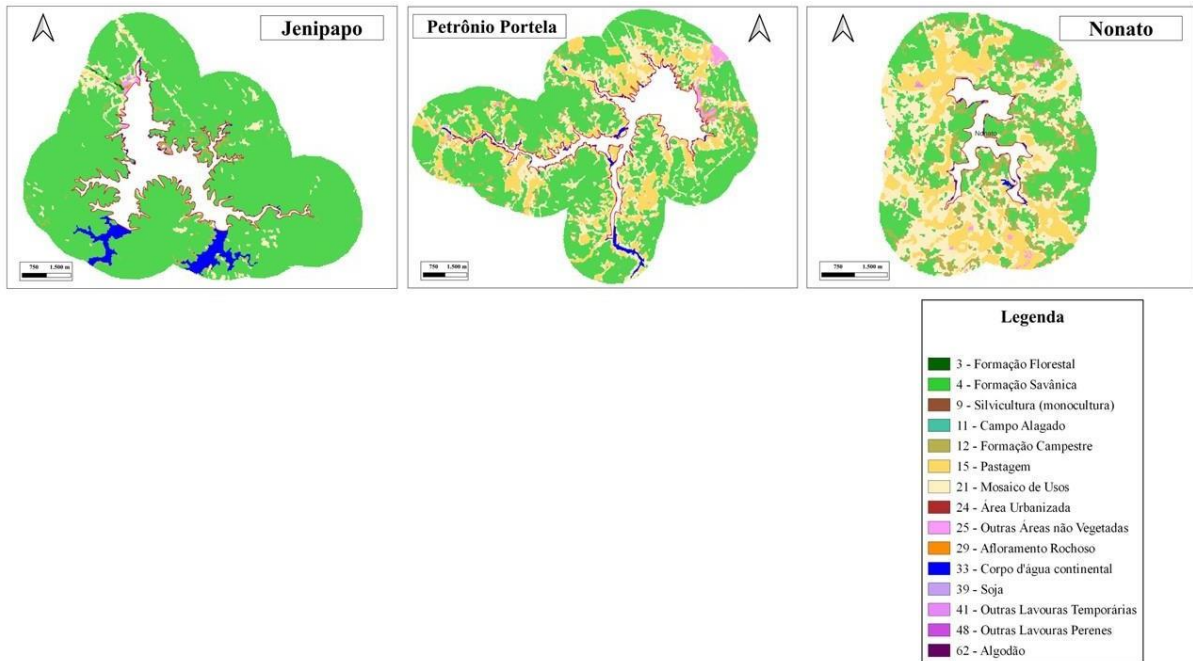 Jenipapo
Petrônio Portela
Nonato
Nonato
750 1.500 m
750 1.500 m
750 1.500 m
Legenda
3 - Formação Florestal
4 - Formação Savânica
9 - Silvicultura (monocultura)
11 - Campo Alagado
12 - Formação Campestre
15 - Pastagem
21 - Mosaico de Usos
24 - Área Urbanizada
25 - Outras Áreas não Vegetadas
29 - Afloramento Rochoso
33 - Corpo d'água continental
39 - Soja
41 - Outras Lavouras Temporárias
48 - Outras Lavouras Perenes
62 - Algodão